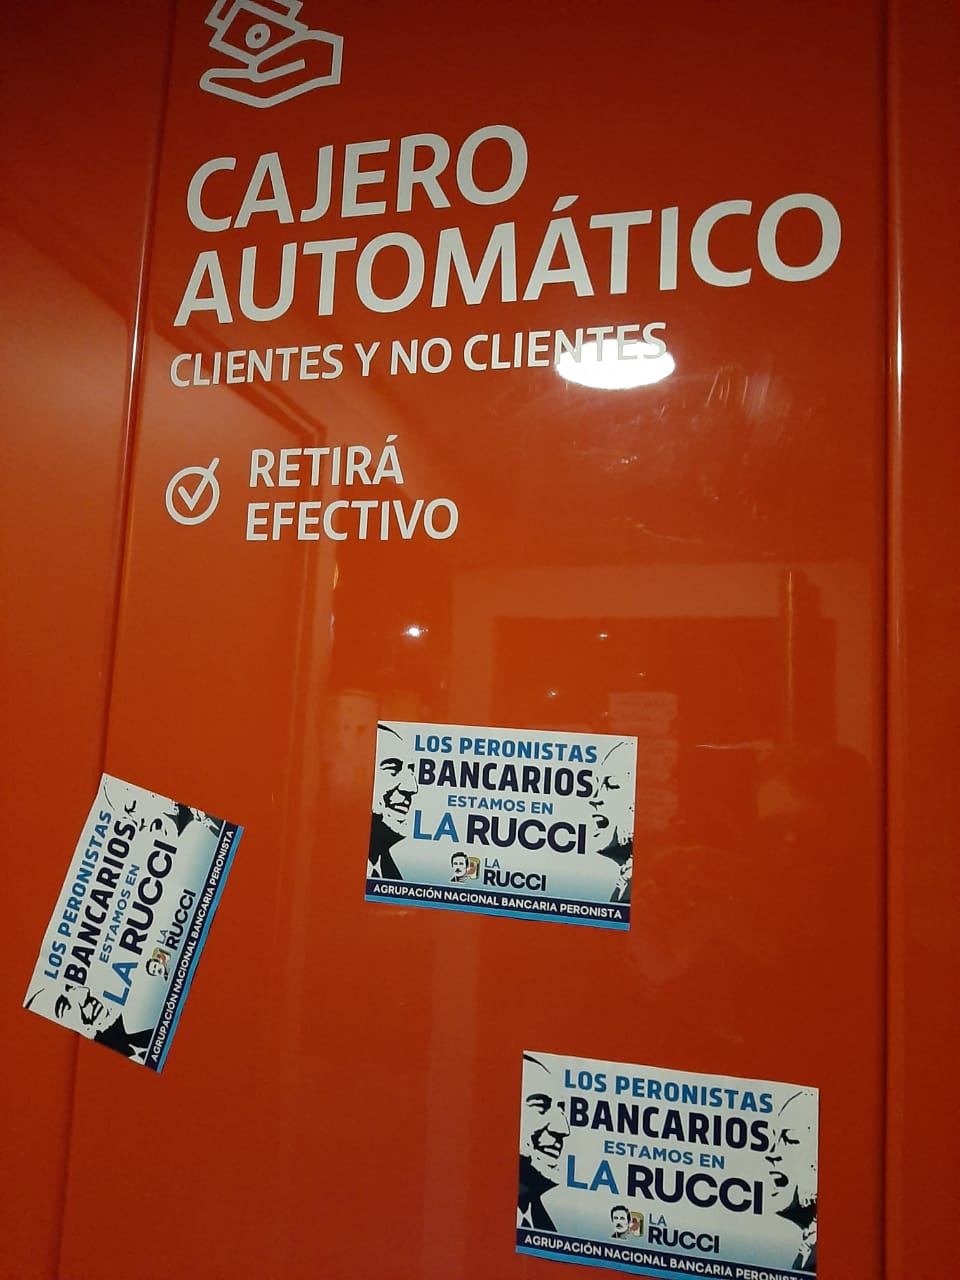 CAJERO
AUTOMÁTICO
CLIENTES Y NO CLIENTES
RETIRÁ
EFECTIVO
LOS PERONISTAS
BANCARIOS
ESTAMOS EN
LA RUCCI
LA
RUCCI
AGRUPACIÓN NACIONAL BANCARIA PERONISTA
LOS PERONISTAS
BANCARIOS
ESTAMOS EN
LA RUCCI
LA
RUCCI
AGRUPACIÓN NACIONAL BANCARIA PERONISTA
LOS PERONISTAS
BANCARIOS
ESTAMOS EN
LA RUCCI
LA
RUCCI
AGRUPACIÓN NACIONAL BANCARIA PERONISTA